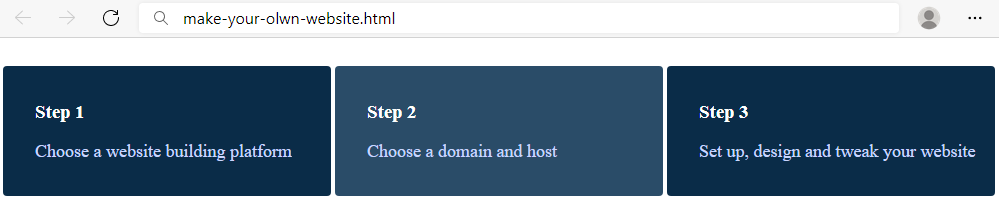 make-your-olwn-website.html
Step 1
Choose a website building platform
Step 2
Choose a domain and host
Step 3
Set up, design and tweak your website